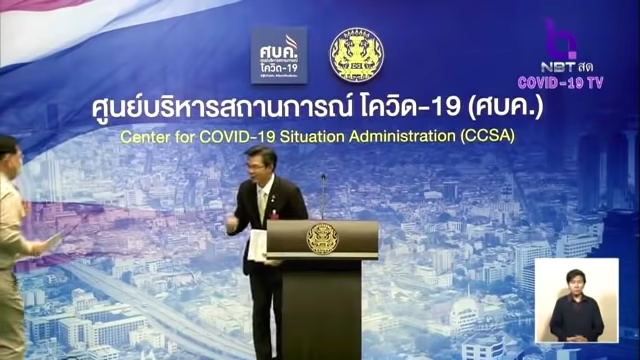 ศบค.
โควิด-19
NBT สด
COVID-19 TV
ศูนย์บริหารสถานการณ์ โควิด-19 (ศบค.)
Center for COVID-19 Situation Administration (CCSA)